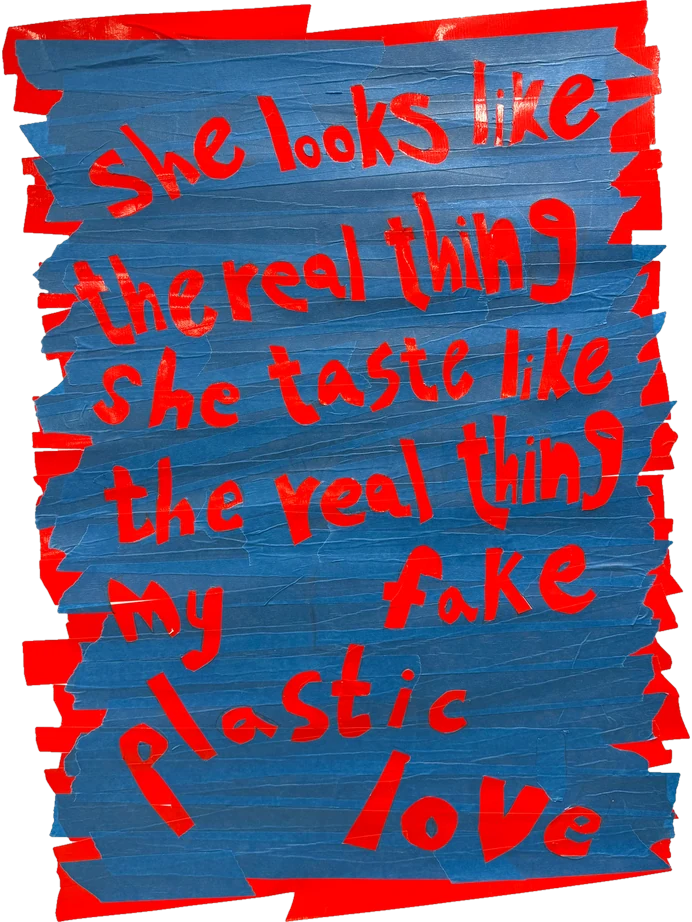 she looks like
the real thing
she taste like
the real thing
my fake
plastic
love